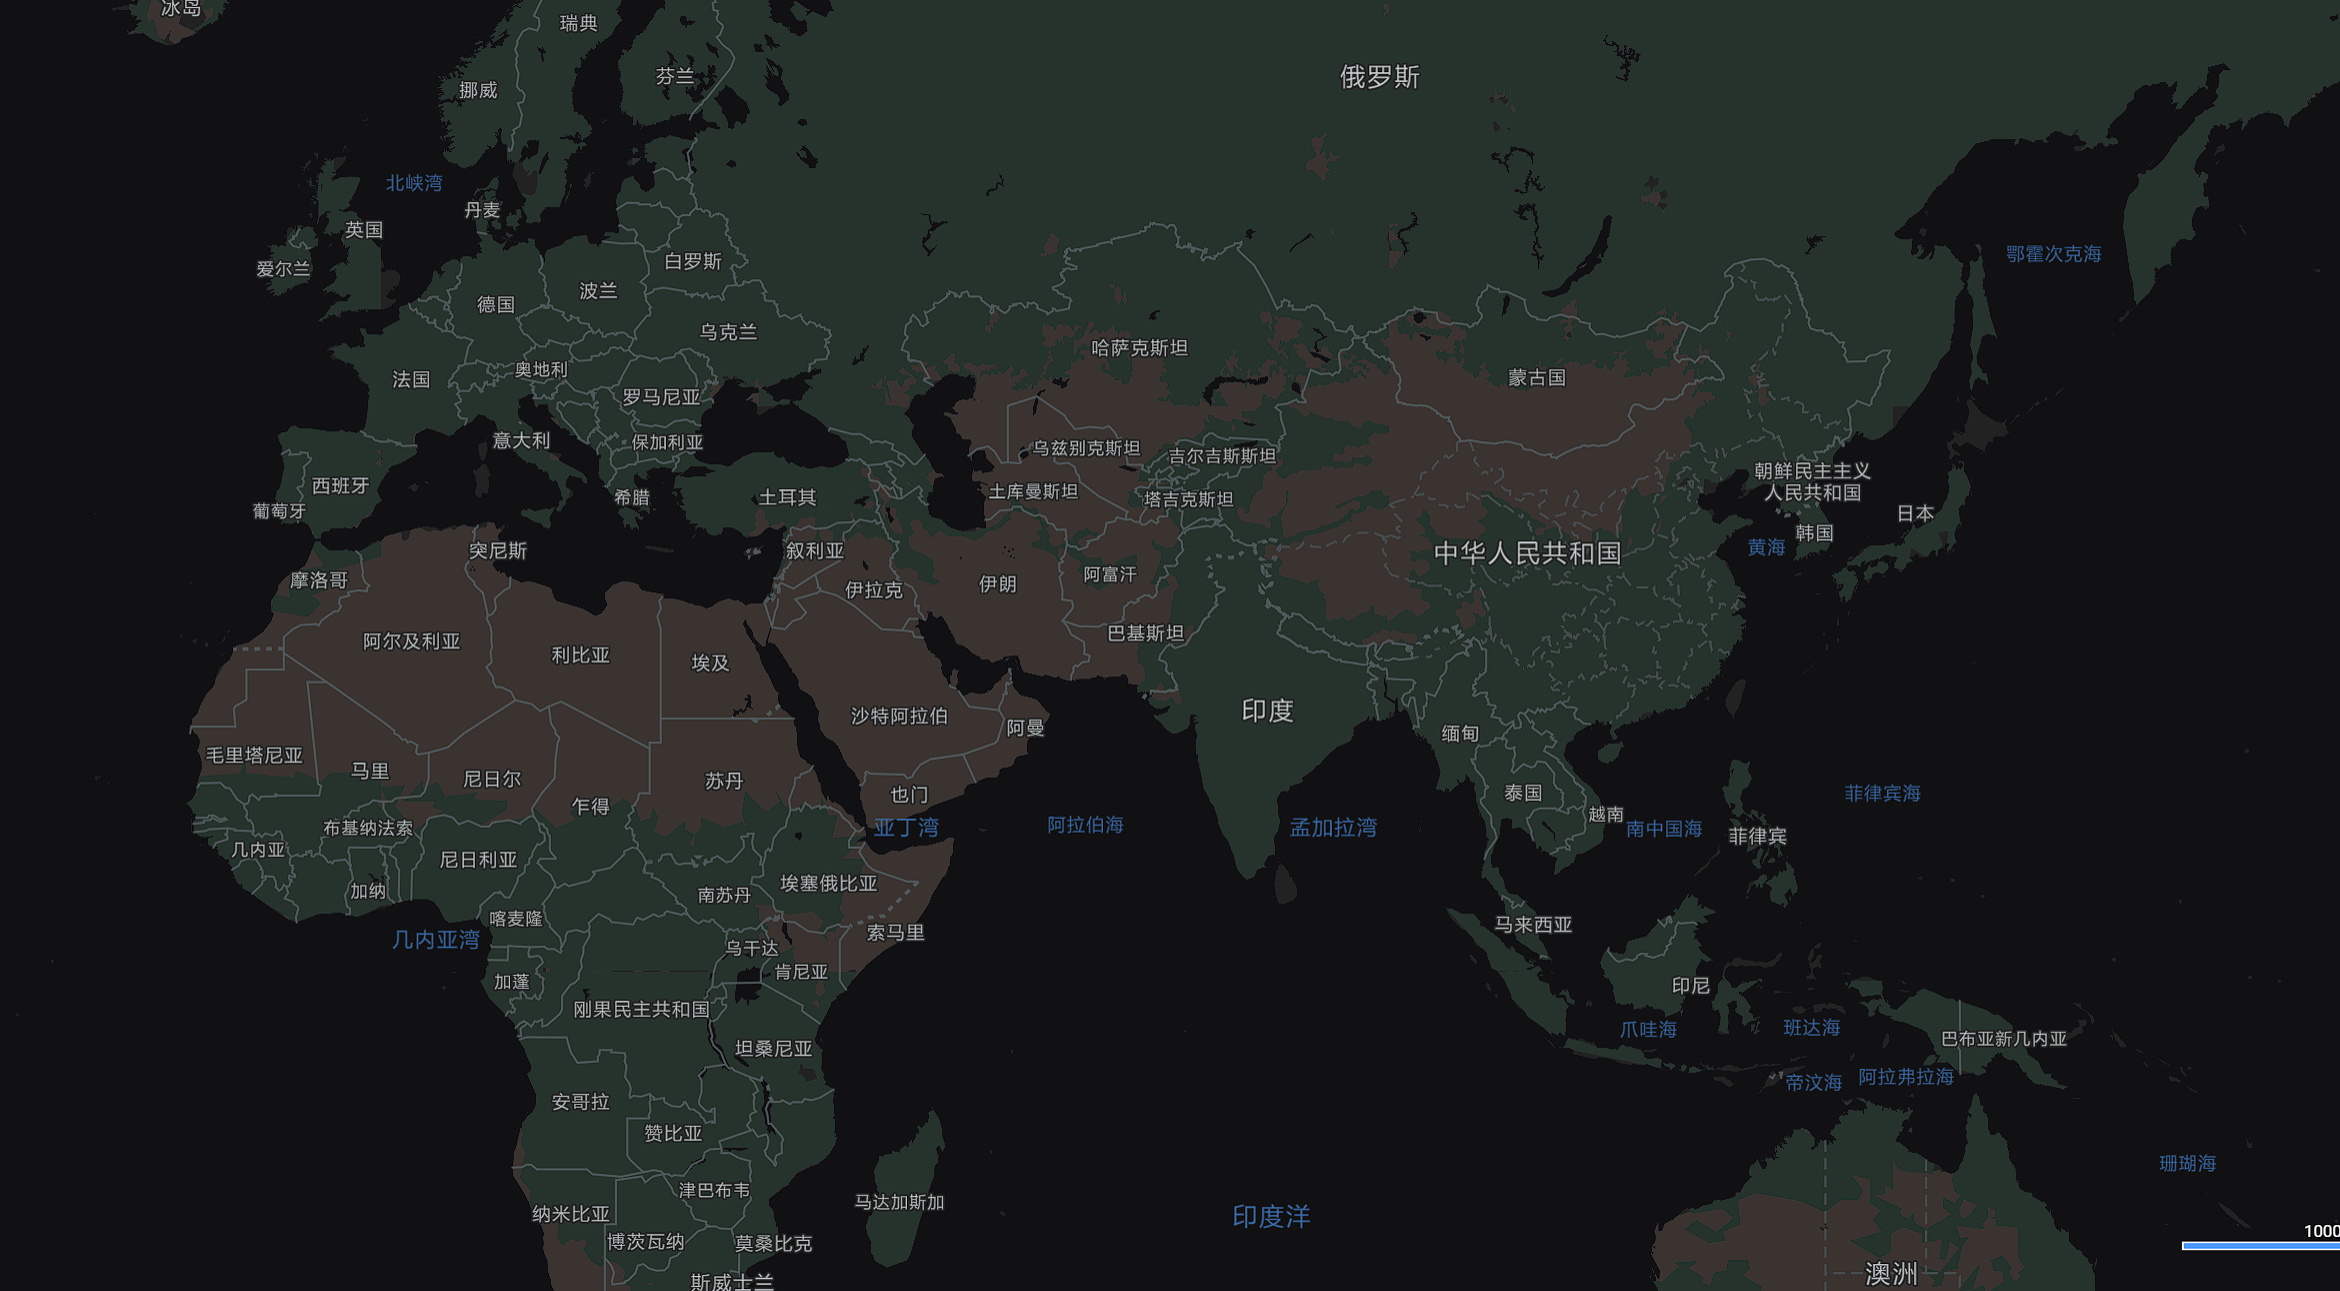 冰岛
瑞典
芬兰
俄罗斯
挪威
北峡湾
丹麦
英国
爱尔兰
白罗斯
鄂霍次克海
德国
波兰
乌克兰
哈萨克斯坦
奥地利
法国
蒙古国
罗马尼亚
意大利
保加利亚
乌兹别克斯坦
吉尔吉斯斯坦
朝鲜民主主义
人民共和国
西班牙
希腊
土耳其
土库曼斯坦
塔吉克斯坦
葡萄牙
日本
韩国
突尼斯
叙利亚
中华人民共和国
黄海
摩洛哥
伊拉克
伊朗
阿富汗
巴基斯坦
阿尔及利亚
利比亚
埃及
沙特阿拉伯
阿曼
印度
缅甸
毛里塔尼亚
马里
尼日尔
乍得
苏丹
也门
泰国
菲律宾海
越南
布基纳法索
亚丁湾
阿拉伯海
孟加拉湾
南中国海
菲律宾
几内亚
尼日利亚
加纳
南苏丹
埃塞俄比亚
喀麦隆
几内亚湾
索马里
马来西亚
乌干达
肯尼亚
加蓬
印尼
刚果民主共和国
爪哇海
班达海
巴布亚新几内亚
坦桑尼亚
帝汶海
阿拉弗拉海
安哥拉
赞比亚
珊瑚海
津巴布韦
马达加斯加
纳米比亚
印度洋
博茨瓦纳
莫桑比克
1000
澳洲
斯威士兰